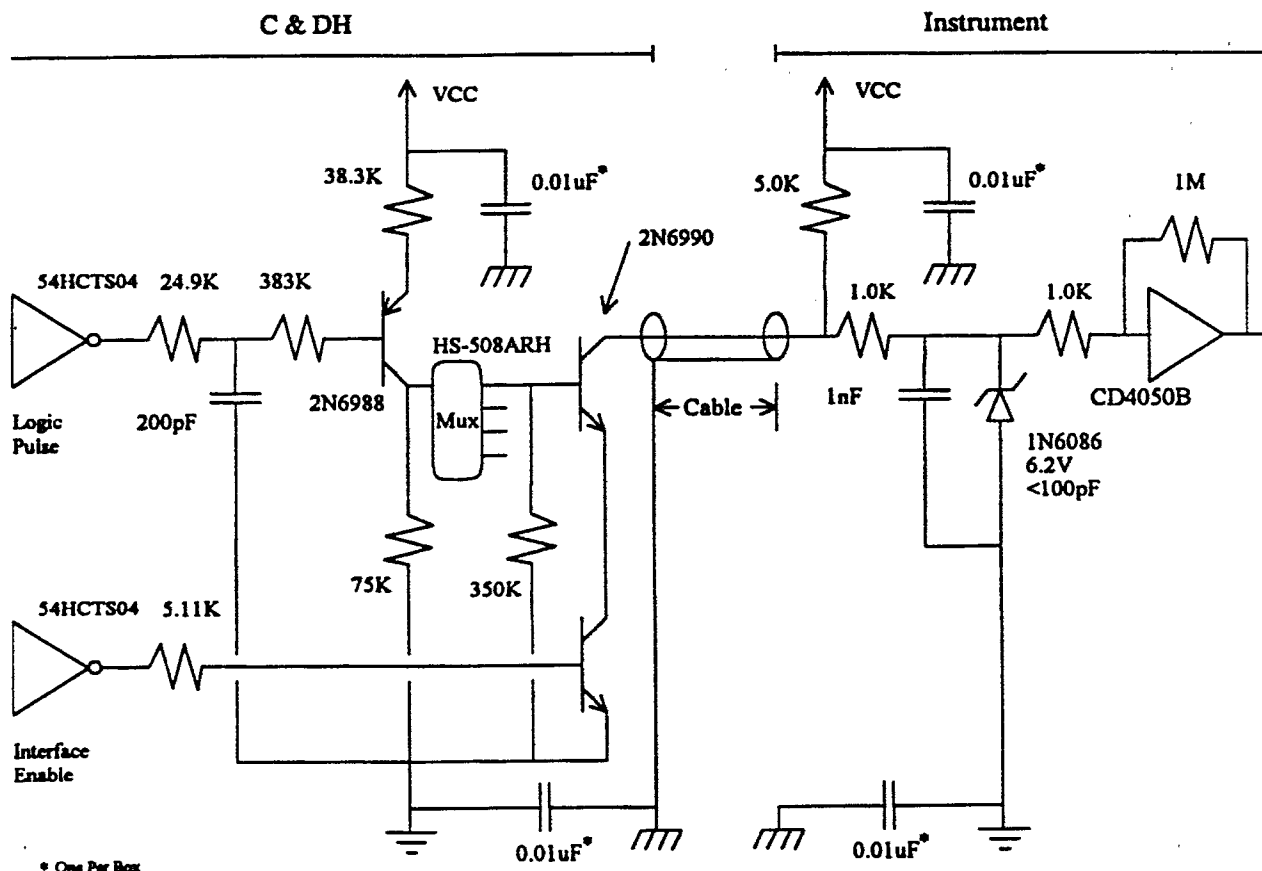 C & DH
Instrument
VCC
VCC
38.3K
0.01uF*
5.0K
0.01uF*
1M
2N6990
54HCTS04
24.9K
383K
1.0K
1.0K
HS-508ARH
Mux
2N6988
Cable
1nF
CD4050B
Logic
Pulse
200pF
1N6086
6.2V
<100pF
75K
350K
54HCTS04
5.11K
Interface
Enable
0.01uF*
0.01uF*
* One Per Box